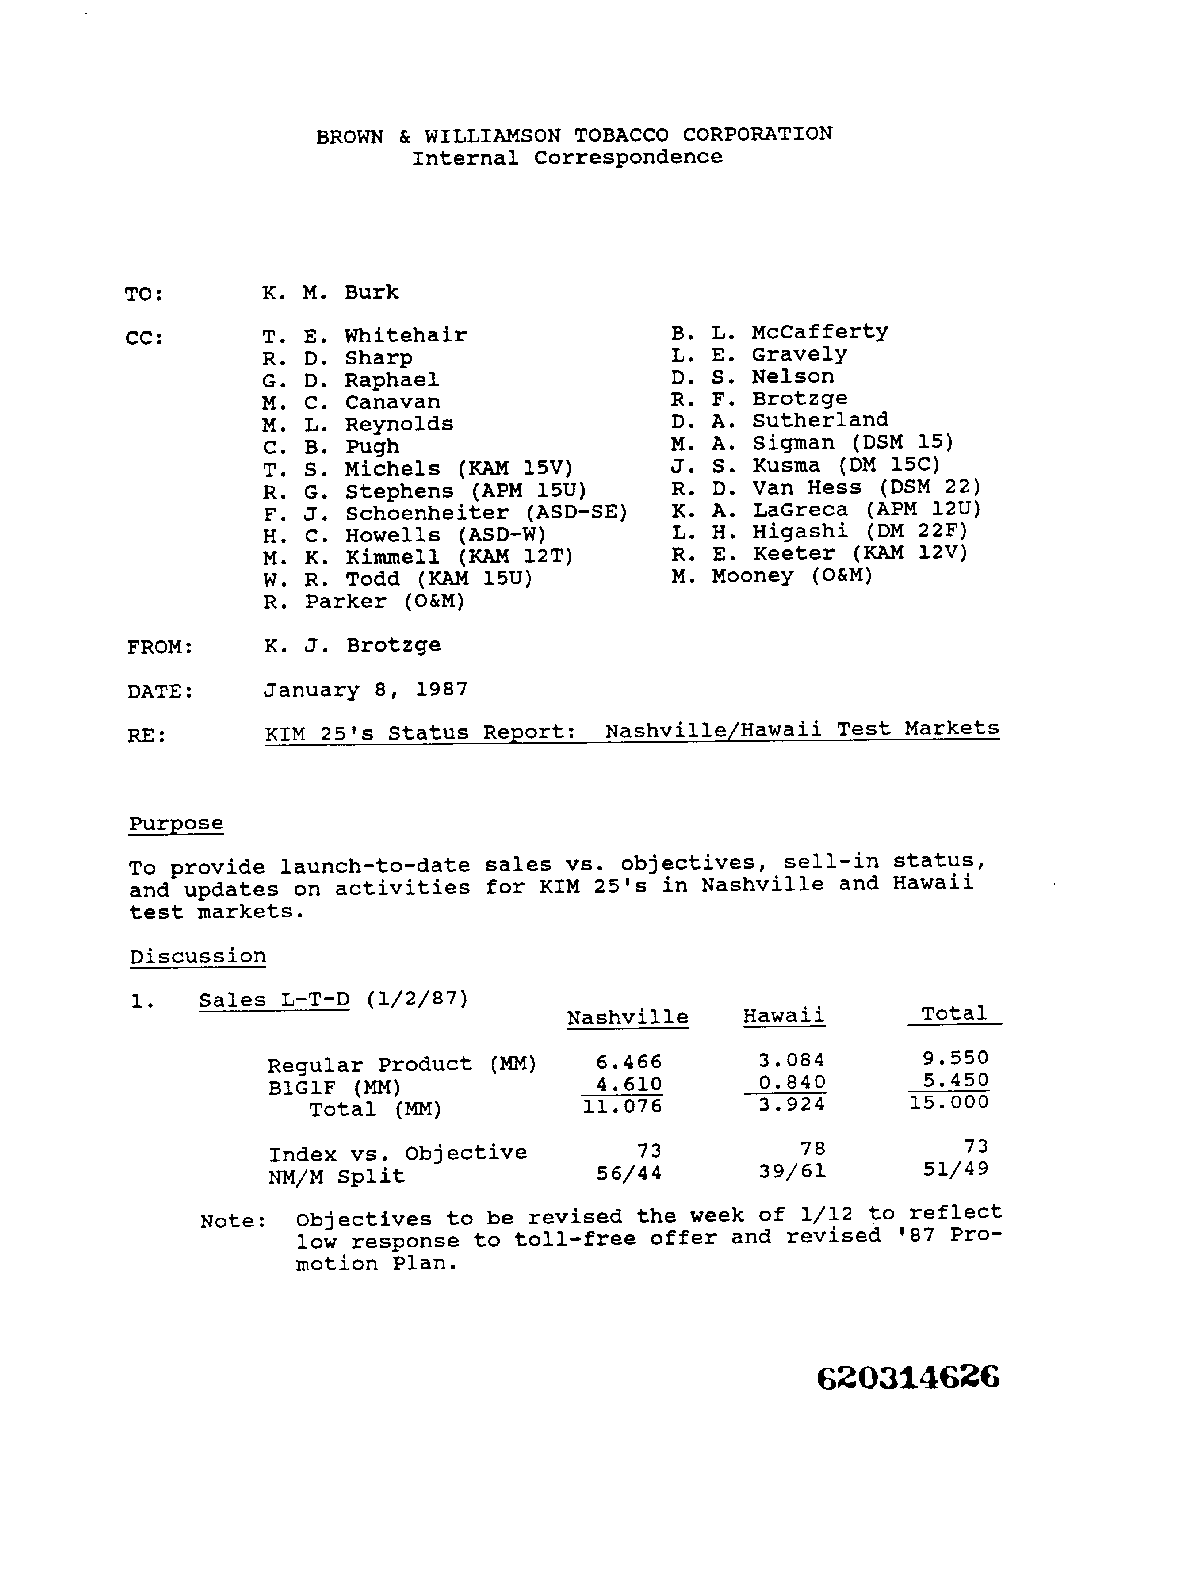 BROWN & WILLIAMSON TOBACCO CORPORATION
Internal Correspondence
TO: K. M. Burk
CC: T. E. Whitehair B. L. McCafferty
R. D. Sharp L. E. Gravely
G. D. Raphael D. S. Nelson
M. C. Canavan R. F. Brotzge
M. L. Reynolds D. A. Sutherland
C. B. Pugh M. A. Sigman (DSM 15)
T. S. Michels (KAM 15V) J. S. Kusma (DM 15C)
R. G. Stephens (APM 15U) R. D. Van Hess (DSM 22)
F. J. Schoenheiter (ASD-SE) K. A. LaGreca (APM 12U)
H. C. Howells (ASD-W) L. H. Higashi (DM 22F)
M. K. Kimmell (KAM 12T) R. E. Keeter (KAM 12V)
W. R. Todd (KAM 15U) M. Mooney (O&M)
R. Parker (O&M)
FROM: K. J. Brotzge
DATE: January 8, 1987
RE: KIM 25's Status Report: Nashville/Hawaii Test Markets
Purpose
To provide launch-to-date sales vs. objectives, sell-in status,
and updates on activities for KIM 25's in Nashville and Hawaii
test markets.
Discussion
1. Sales L-T-D (1/2/87)
Nashville Hawaii Total
Regular Product (MM) 6.466 3.084 9.550
B1G1F (MM) 4.610 0.840 5.450
Total (MM) 11.076 3.924 15.000
Index vs. Objective 73 78 73
NM/M Split 56/44 39/61 51/49
Note: Objectives to be revised the week of 1/12 to reflect
low response to toll-free offer and revised '87 Pro-
motion Plan.
620314626